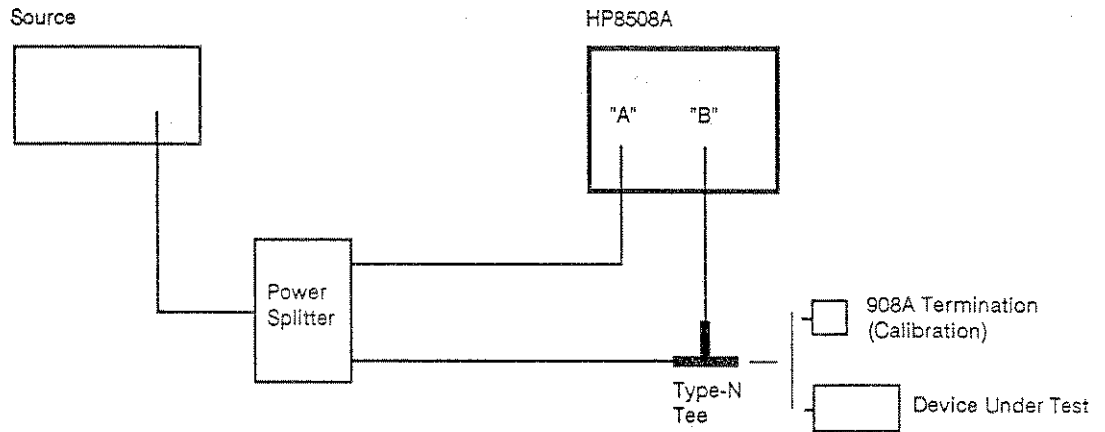 Source
HP8508A
"A"
"B"
Power
Splitter
908A Termination
(Calibration)
Type-N
Tee
Device Under Test